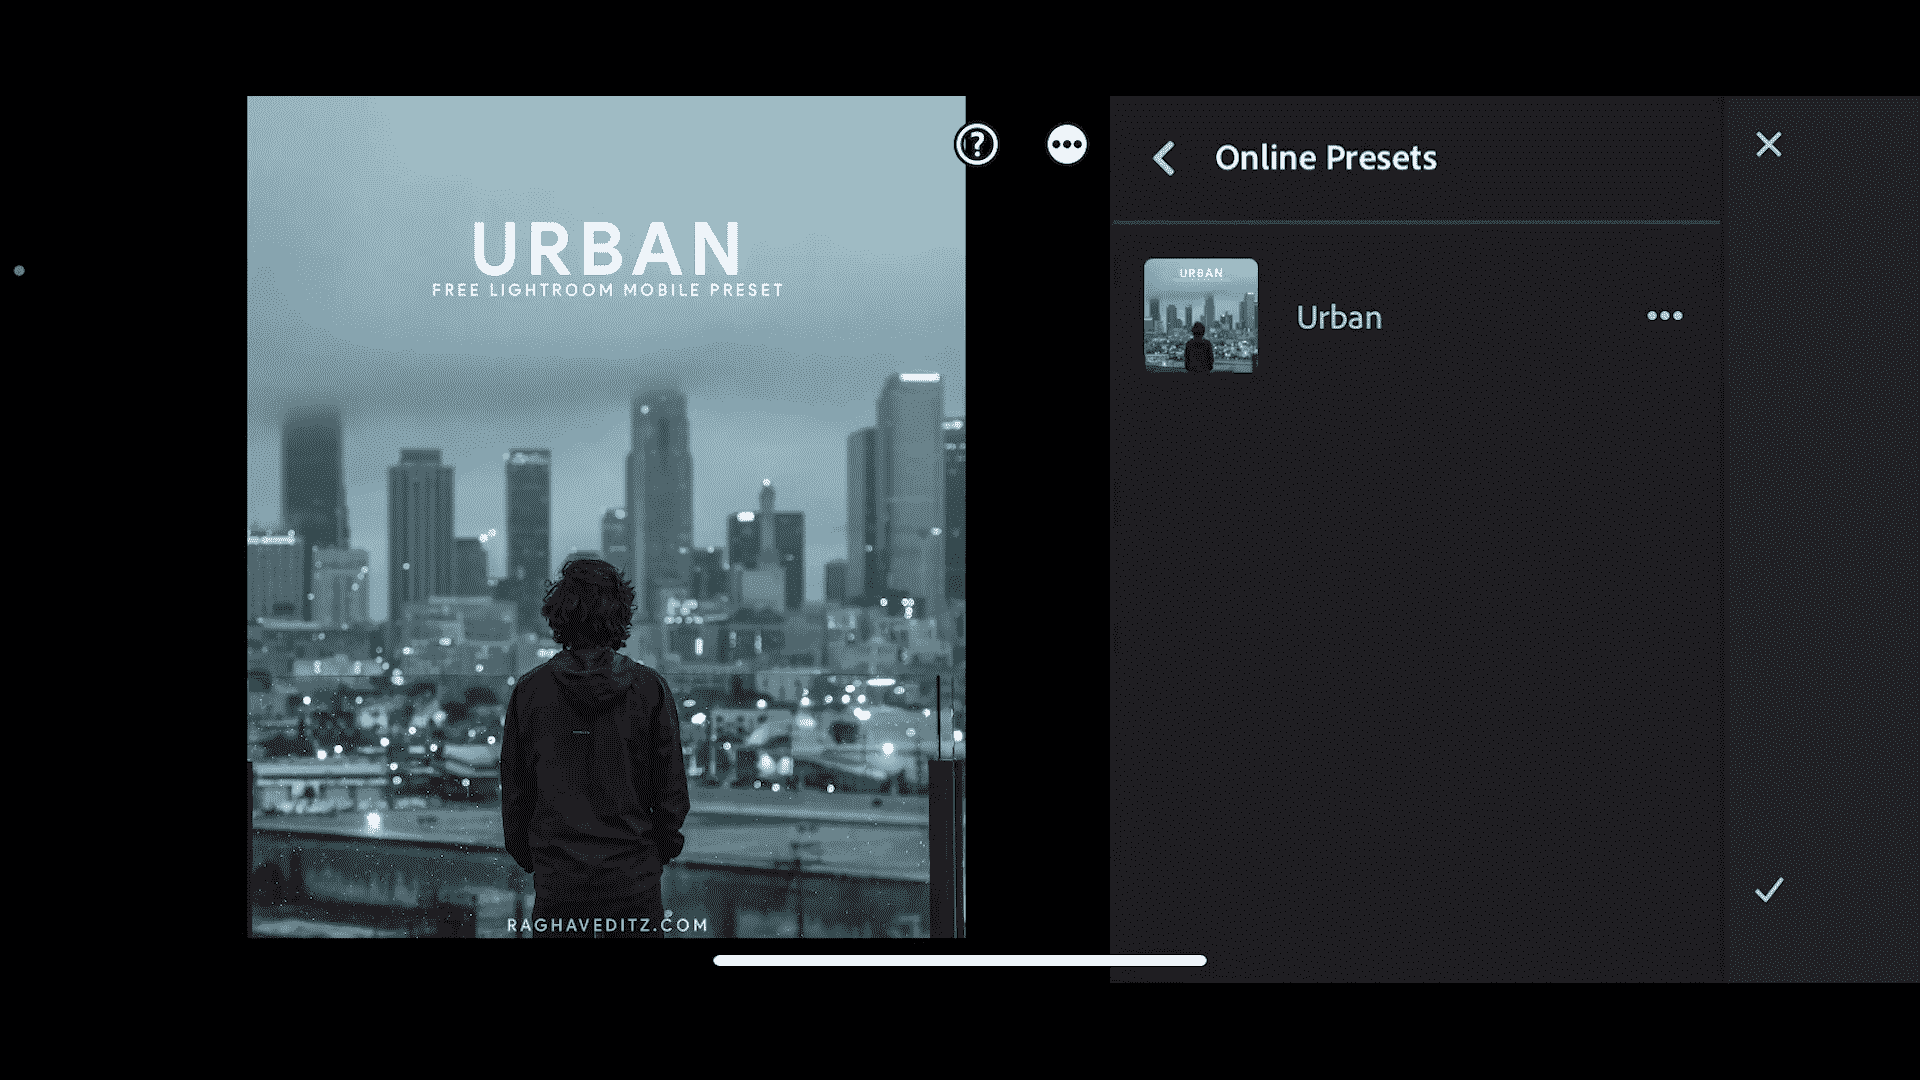 URBAN
FREE LIGHTROOM MOBILE PRESET
RAGHAVEDITZ.COM
?
Online Presets
URBAN
Urban